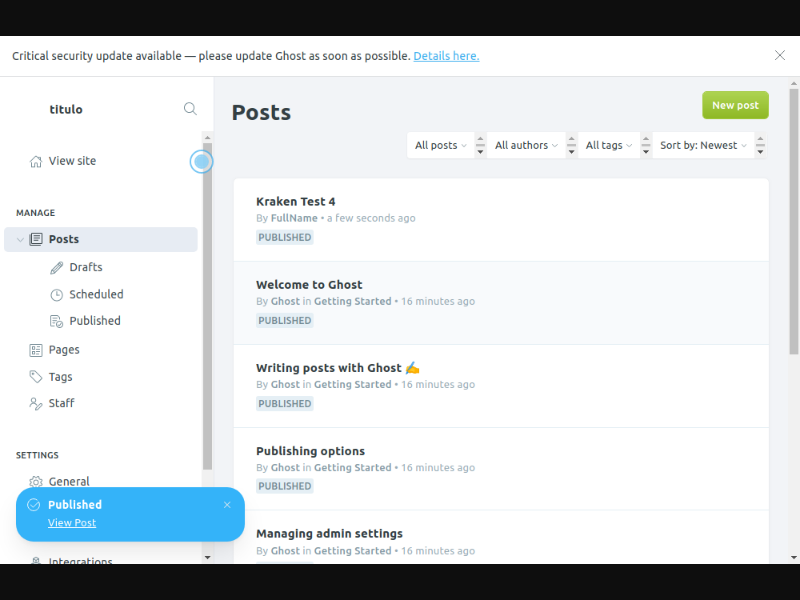 Critical security update available — please update Ghost as soon as possible. Details here.
titulo
View site
MANAGE
Posts
Drafts
Scheduled
Published
Pages
Tags
Staff
SETTINGS
General
Published
View Post
Integrations
Posts
New post
All posts
All authors
All tags
Sort by: Newest
Kraken Test 4
By FullName • a few seconds ago
PUBLISHED
Welcome to Ghost
By Ghost in Getting Started • 16 minutes ago
PUBLISHED
Writing posts with Ghost ✍️
By Ghost in Getting Started • 16 minutes ago
PUBLISHED
Publishing options
By Ghost in Getting Started • 16 minutes ago
PUBLISHED
Managing admin settings
By Ghost in Getting Started • 16 minutes ago